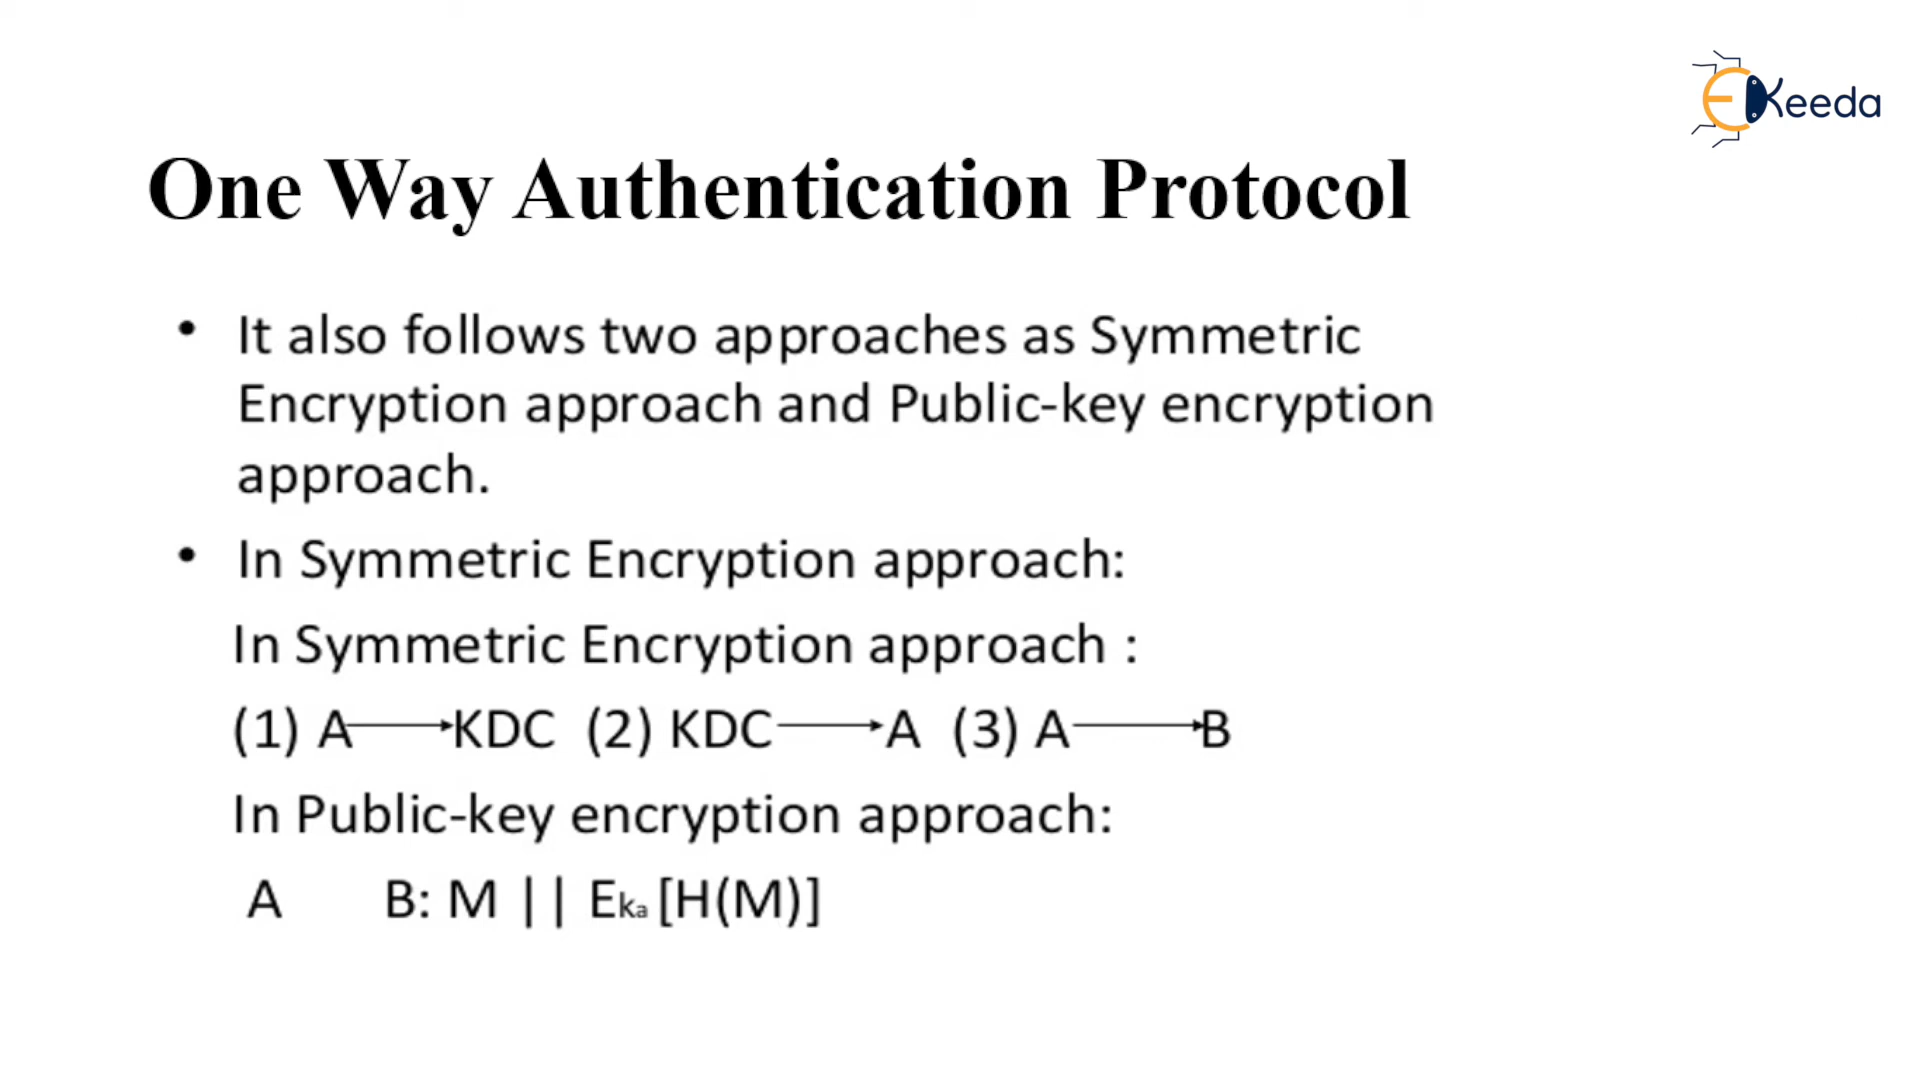 EKeeda
One Way Authentication Protocol
• It also follows two approaches as Symmetric
Encryption approach and Public-key encryption
approach.
• In Symmetric Encryption approach:
In Symmetric Encryption approach :
(1) A→KDC (2) KDC→A (3) A→B
In Public-key encryption approach:
A B: M || Eka [H(M)]